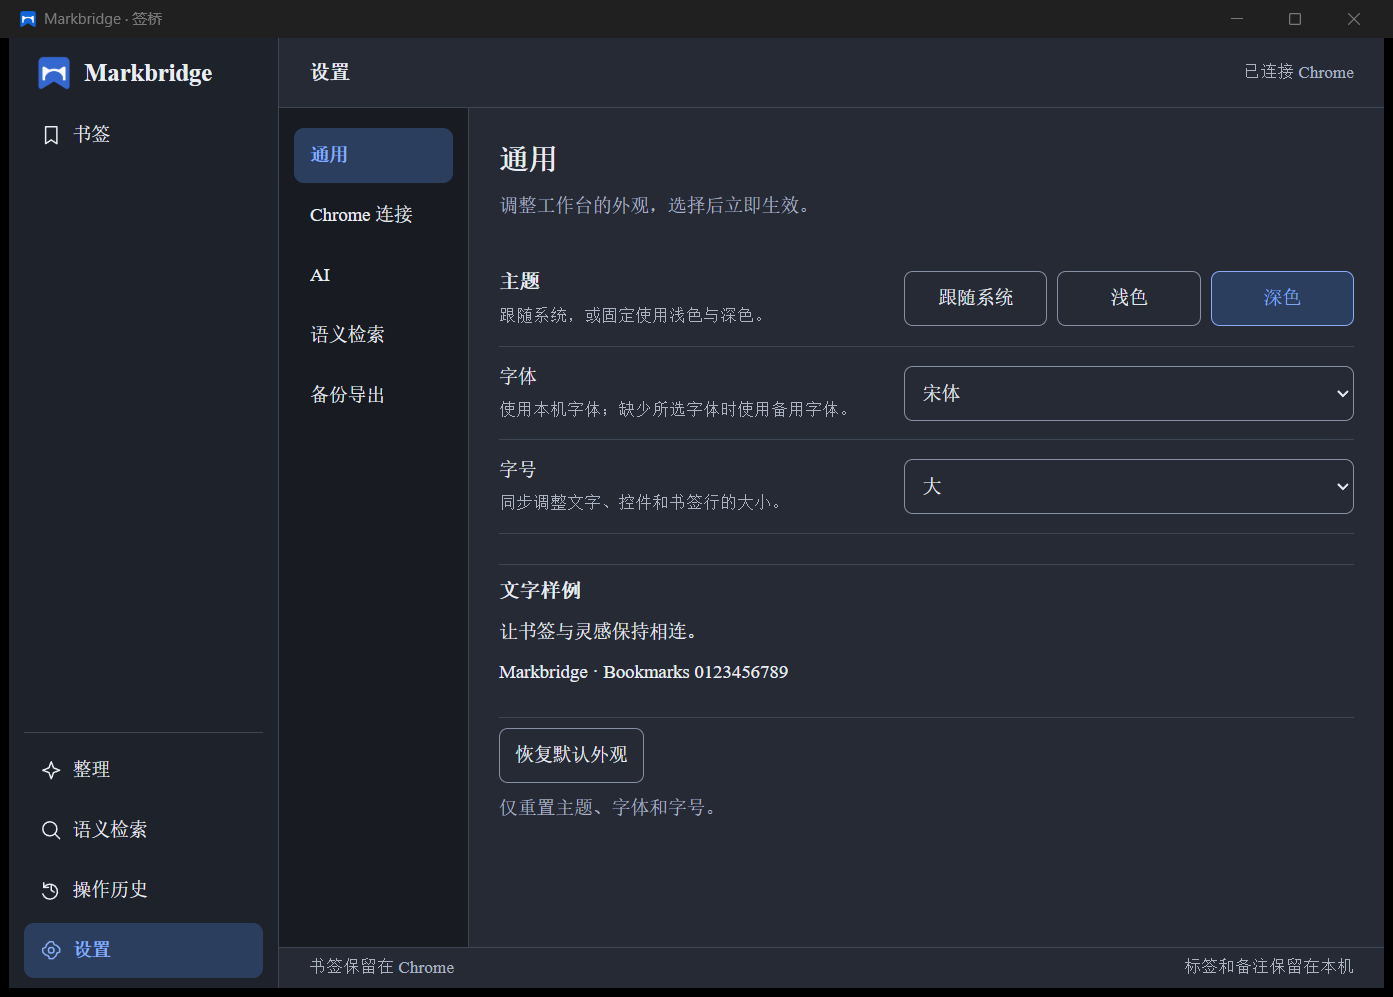 Markbridge · 签桥
Markbridge
书签
整理
语义检索
操作历史
设置
设置
已连接 Chrome
通用
Chrome 连接
AI
语义检索
备份导出
通用
调整工作台的外观，选择后立即生效。
主题
跟随系统，或固定使用浅色与深色。
跟随系统
浅色
深色
字体
使用本机字体；缺少所选字体时使用备用字体。
宋体
字号
同步调整文字、控件和书签行的大小。
大
文字样例
让书签与灵感保持相连。
Markbridge · Bookmarks 0123456789
恢复默认外观
仅重置主题、字体和字号。
书签保留在 Chrome
标签和备注保留在本机